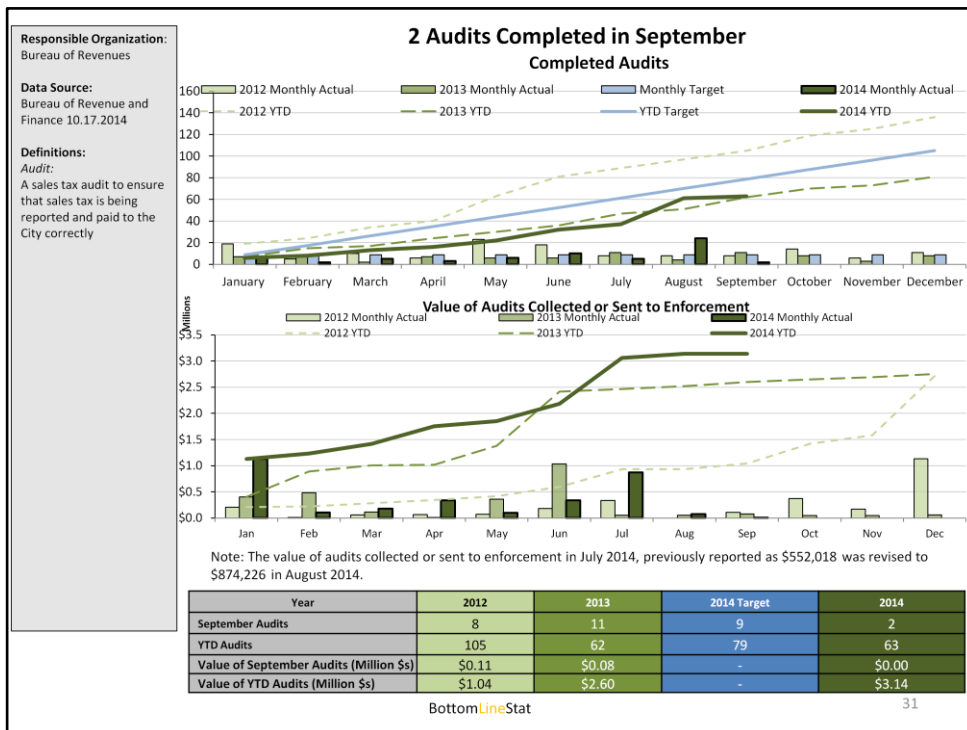 Responsible Organization:
Bureau of Revenues
Data Source:
Bureau of Revenue and
Finance 10.17.2014
Definitions:
Audit:
A sales tax audit to ensure
that sales tax is being
reported and paid to the
City correctly
2 Audits Completed in September
Completed Audits
2012 Monthly Actual 2013 Monthly Actual Monthly Target 2014 Monthly Actual
2012 YTD 2013 YTD YTD Target 2014 YTD
160
140
120
100
80
60
40
20
0
January February March April May June July August September October November December
Value of Audits Collected or Sent to Enforcement
Millions
2012 Monthly Actual 2013 Monthly Actual 2014 Monthly Actual
2012 YTD 2013 YTD 2014 YTD
$3.5
$3.0
$2.5
$2.0
$1.5
$1.0
$0.5
$0.0
Jan Feb Mar Apr May Jun Jul Aug Sep Oct Nov Dec
Note: The value of audits collected or sent to enforcement in July 2014, previously reported as $552,018 was revised to
$874,226 in August 2014.
Year 2012 2013 2014 Target 2014
September Audits 8 11 9 2
YTD Audits 105 62 79 63
Value of September Audits (Million $s) $0.11 $0.08 - $0.00
Value of YTD Audits (Million $s) $1.04 $2.60 - $3.14
BottomLineStat
31